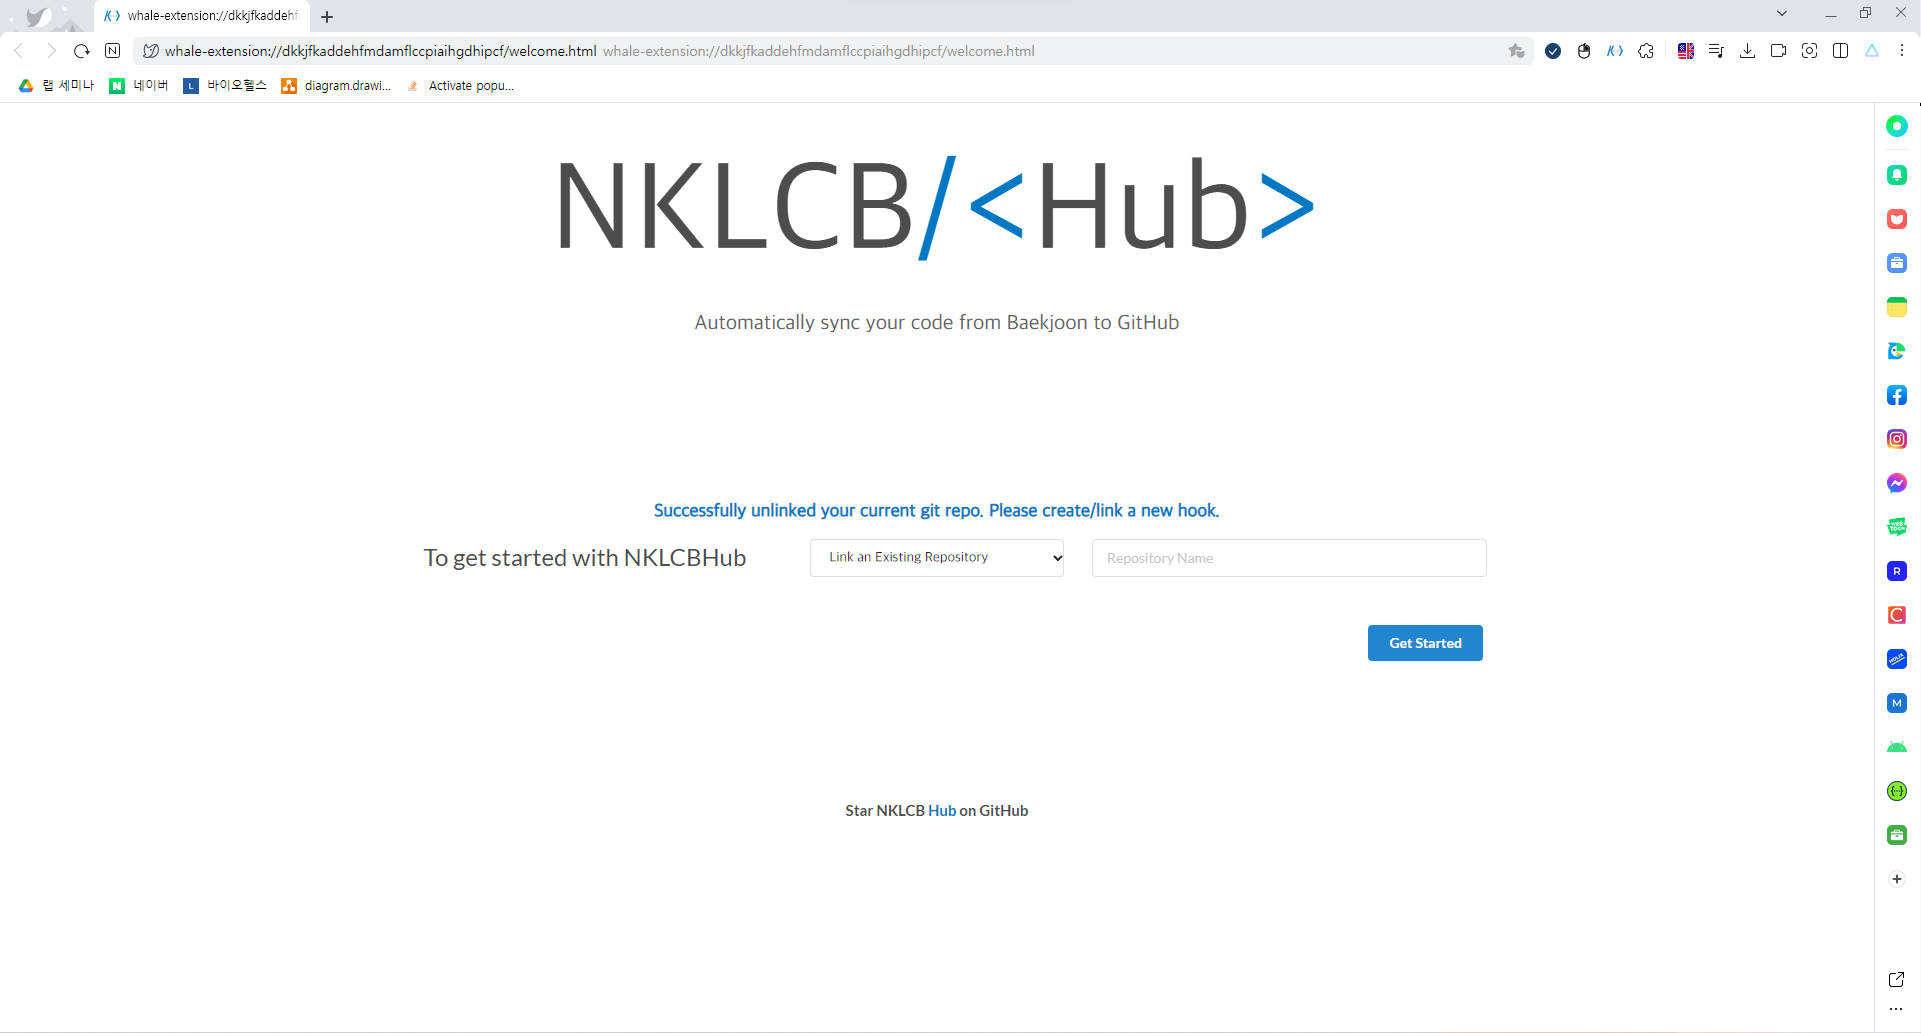 whale-extension://dkkjfkaddehf
whale-extension://dkkjfkaddehfmdamflccpiaihgdhipcf/welcome.html whale-extension://dkkjfkaddehfmdamflccpiaihgdhipcf/welcome.html
랩 세미나 네이버 L 바이오헬스 diagram.drawi... Activate popu...
NKLCB/<Hub>
Automatically sync your code from Baekjoon to GitHub
Successfully unlinked your current git repo. Please create/link a new hook.
To get started with NKLCBHub Link an Existing Repository Repository Name
Get Started
Star NKLCB Hub on GitHub